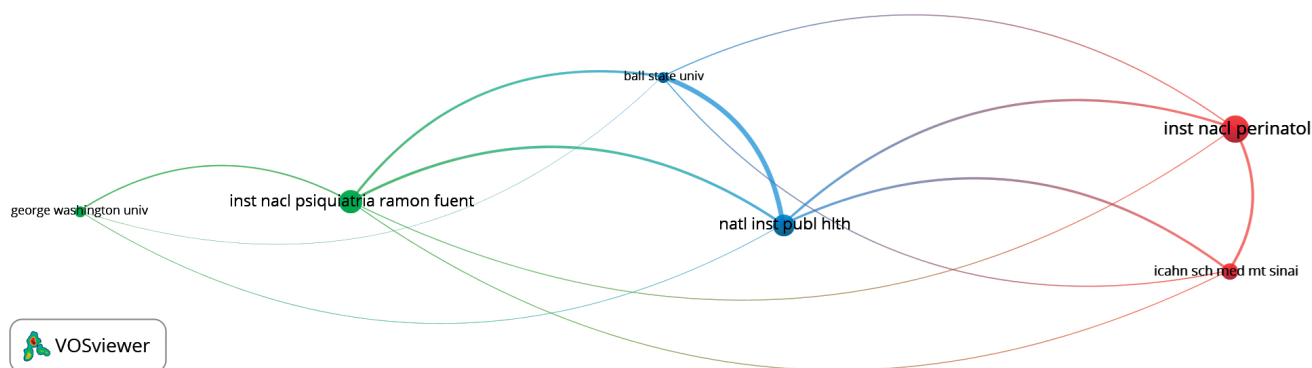 ball state univ
inst nacl perinatol
inst nacl psiquiatria ramon fuent
george washington univ
natl inst publ hlth
icahn sch med mt sinai
VOSviewer